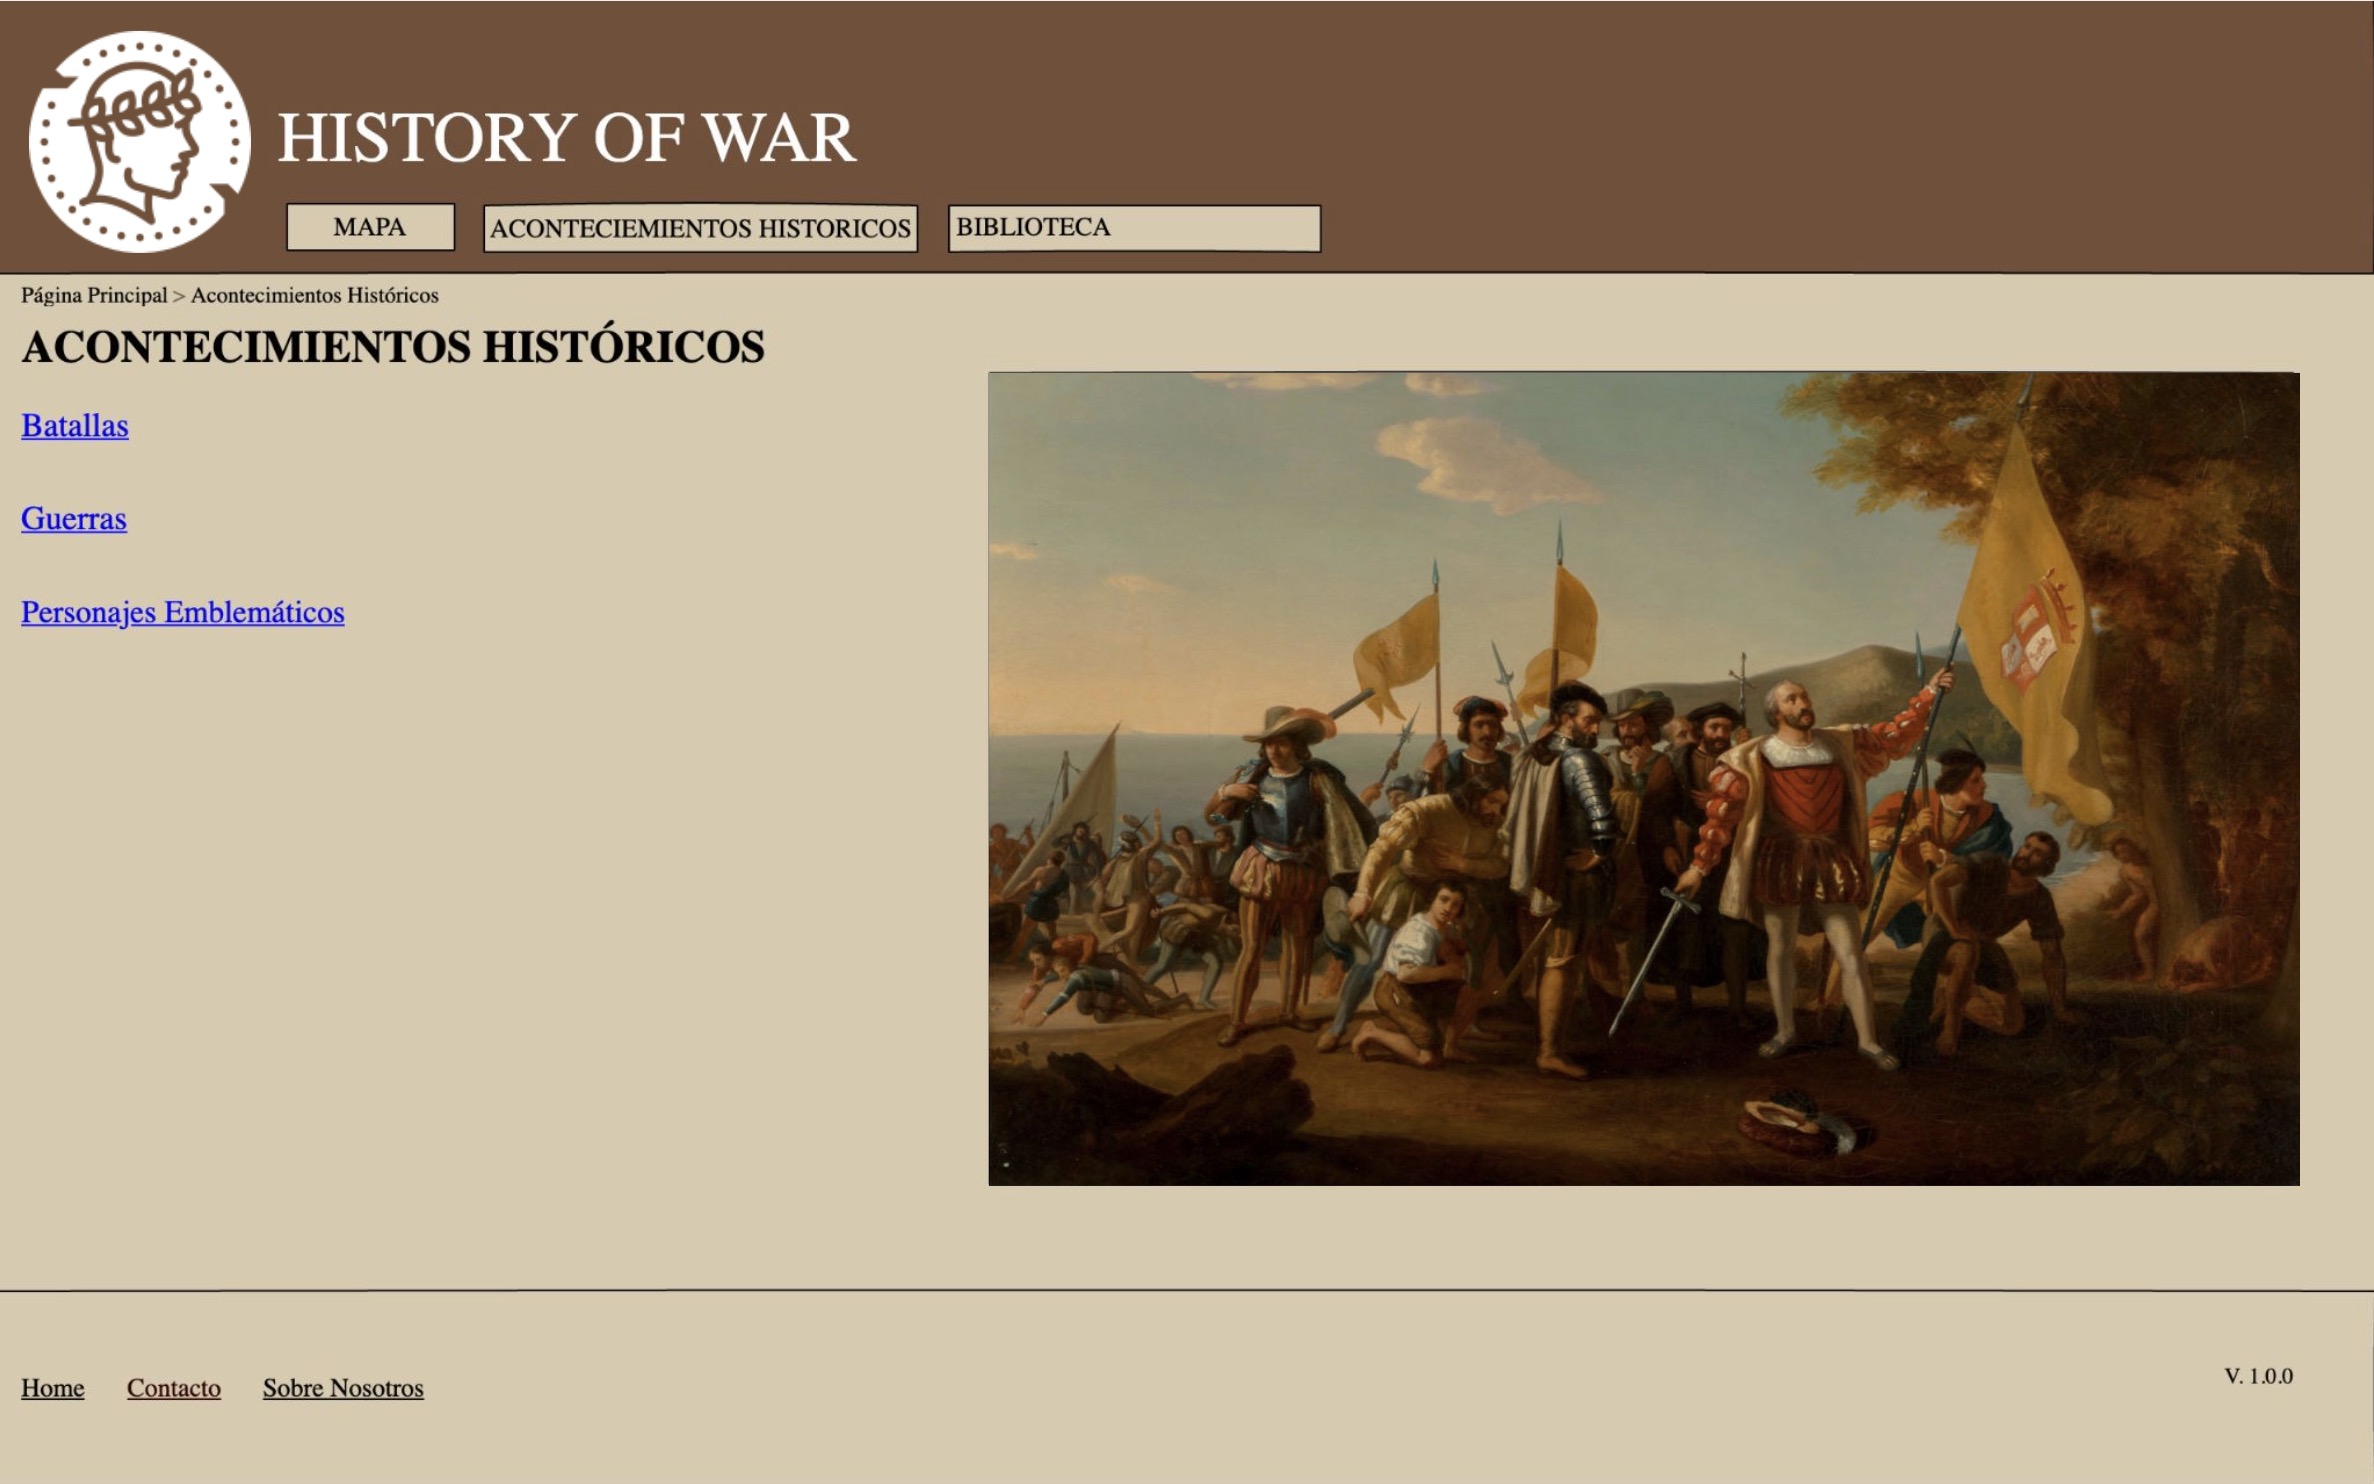 HISTORY OF WAR
MAPA
ACONTECIEMIENTOS HISTORICOS
BIBLIOTECA
Página Principal > Acontecimientos Históricos
ACONTECIMIENTOS HISTÓRICOS
Batallas
Guerras
Personajes Emblemáticos
Home
Contacto
Sobre Nosotros
V. 1.0.0